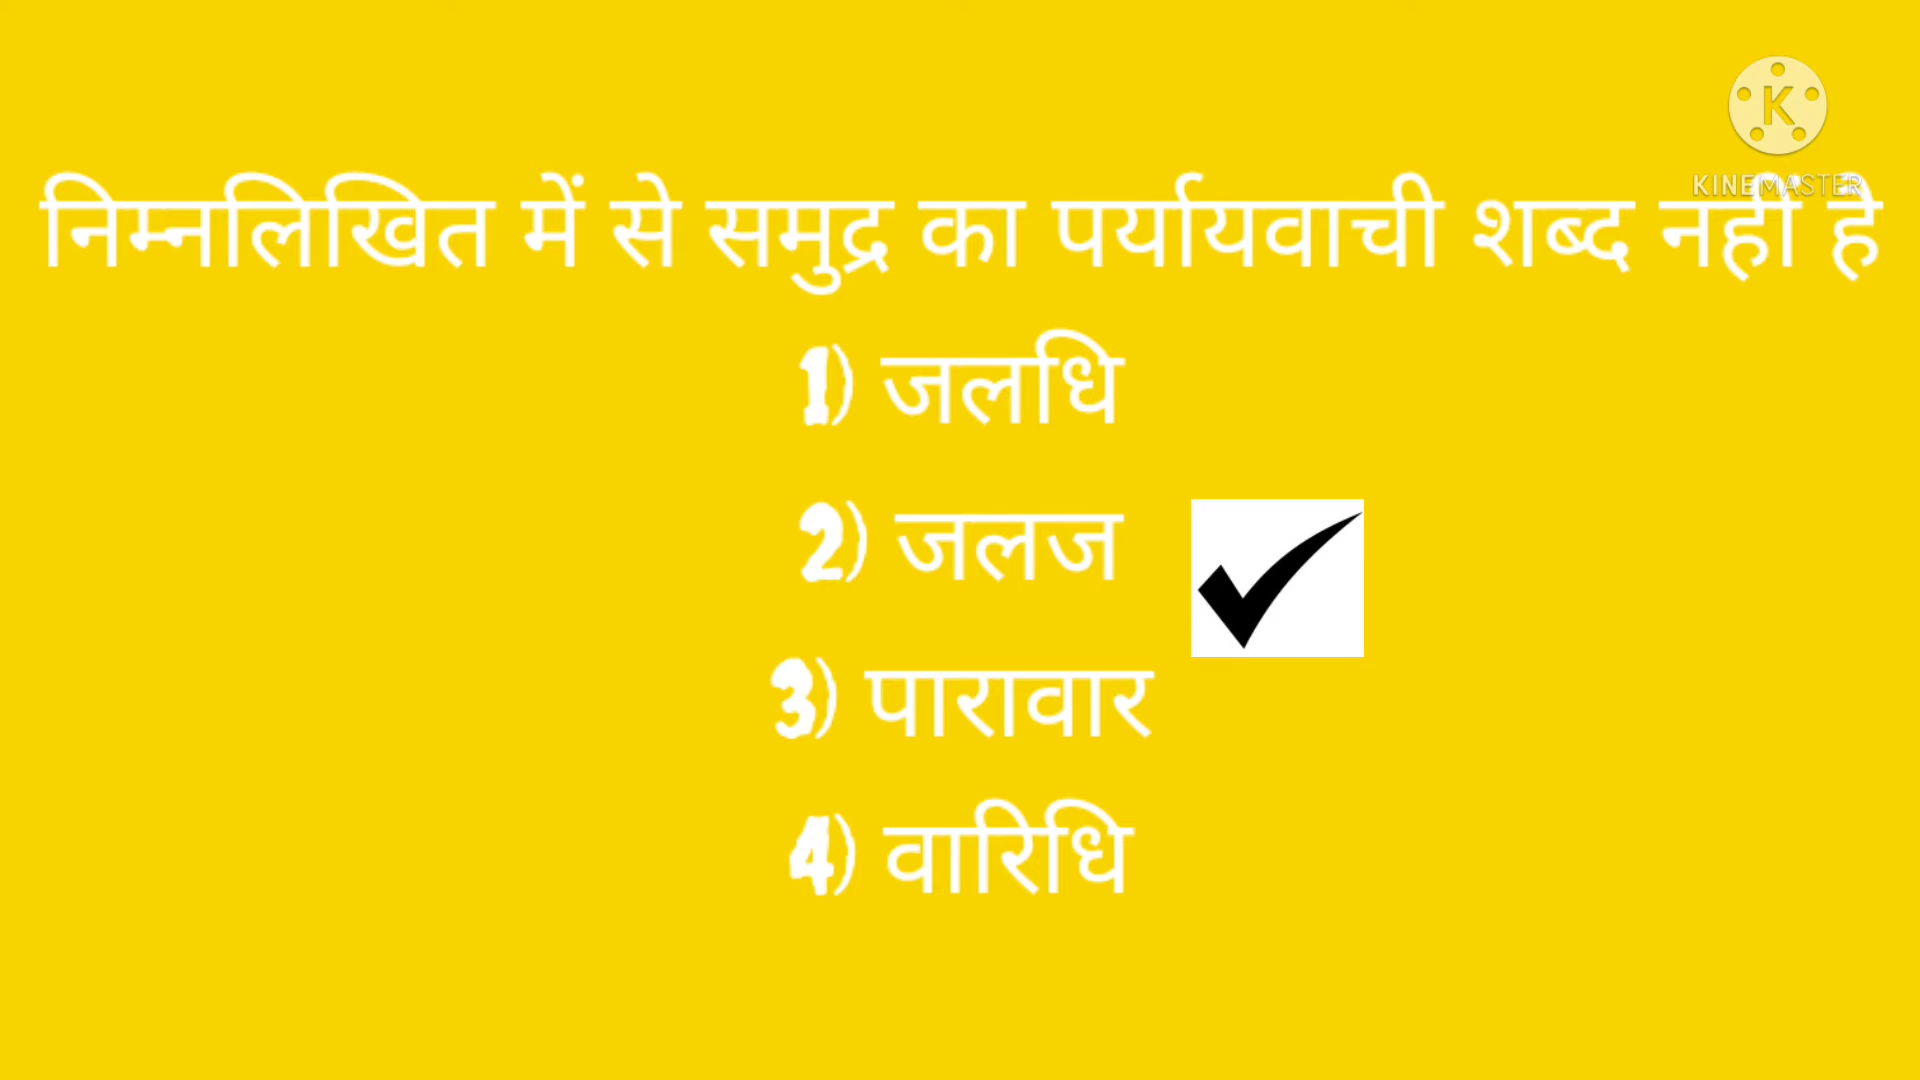 K
KINEMASTER
निम्नलिखित में से समुद्र का पर्यायवाची शब्द नहीं है
1) जलधि
2) जलज
3) पारावार
4) वारिधि